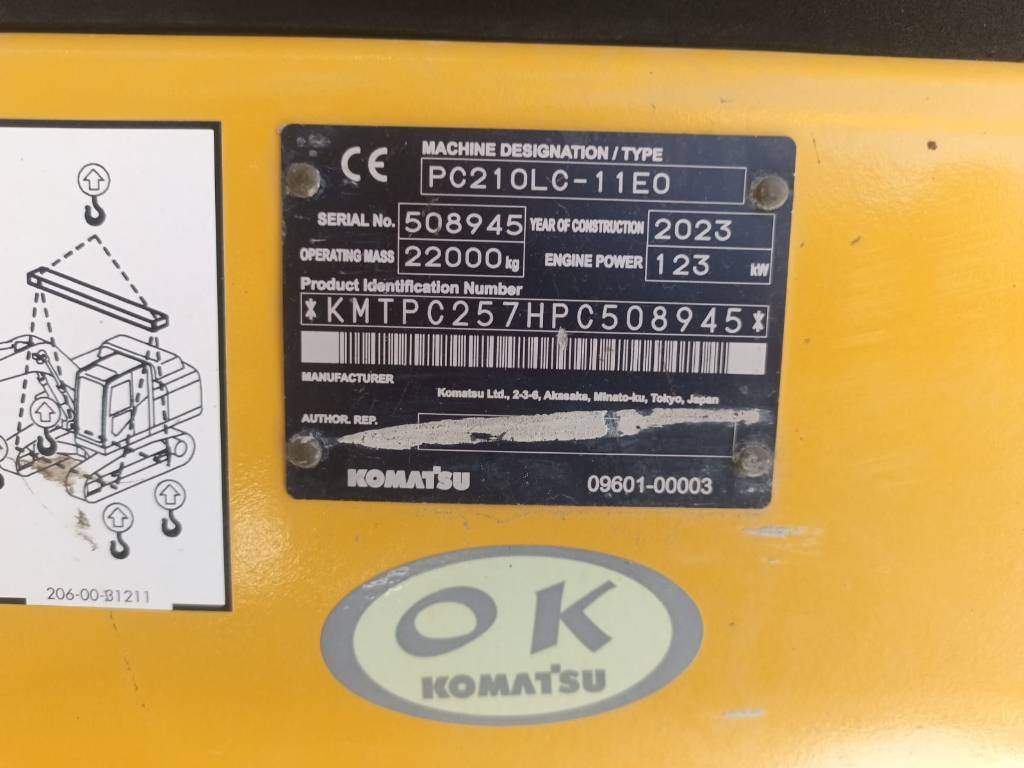 CE
MACHINE DESIGNATION / TYPE
PC210LC-11E0
SERIAL No. 508945 YEAR OF CONSTRUCTION 2023
OPERATING MASS 22000 kg ENGINE POWER 123 kW
Product Identification Number
*KMTPC257HPC508945*
MANUFACTURER
Komatsu Ltd., 2-3-6, Akasaka, Minato-ku, Tokyo, Japan
AUTHOR. REP.
KOMATSU 09601-00003
206-00-31211
OK
KOMATSU